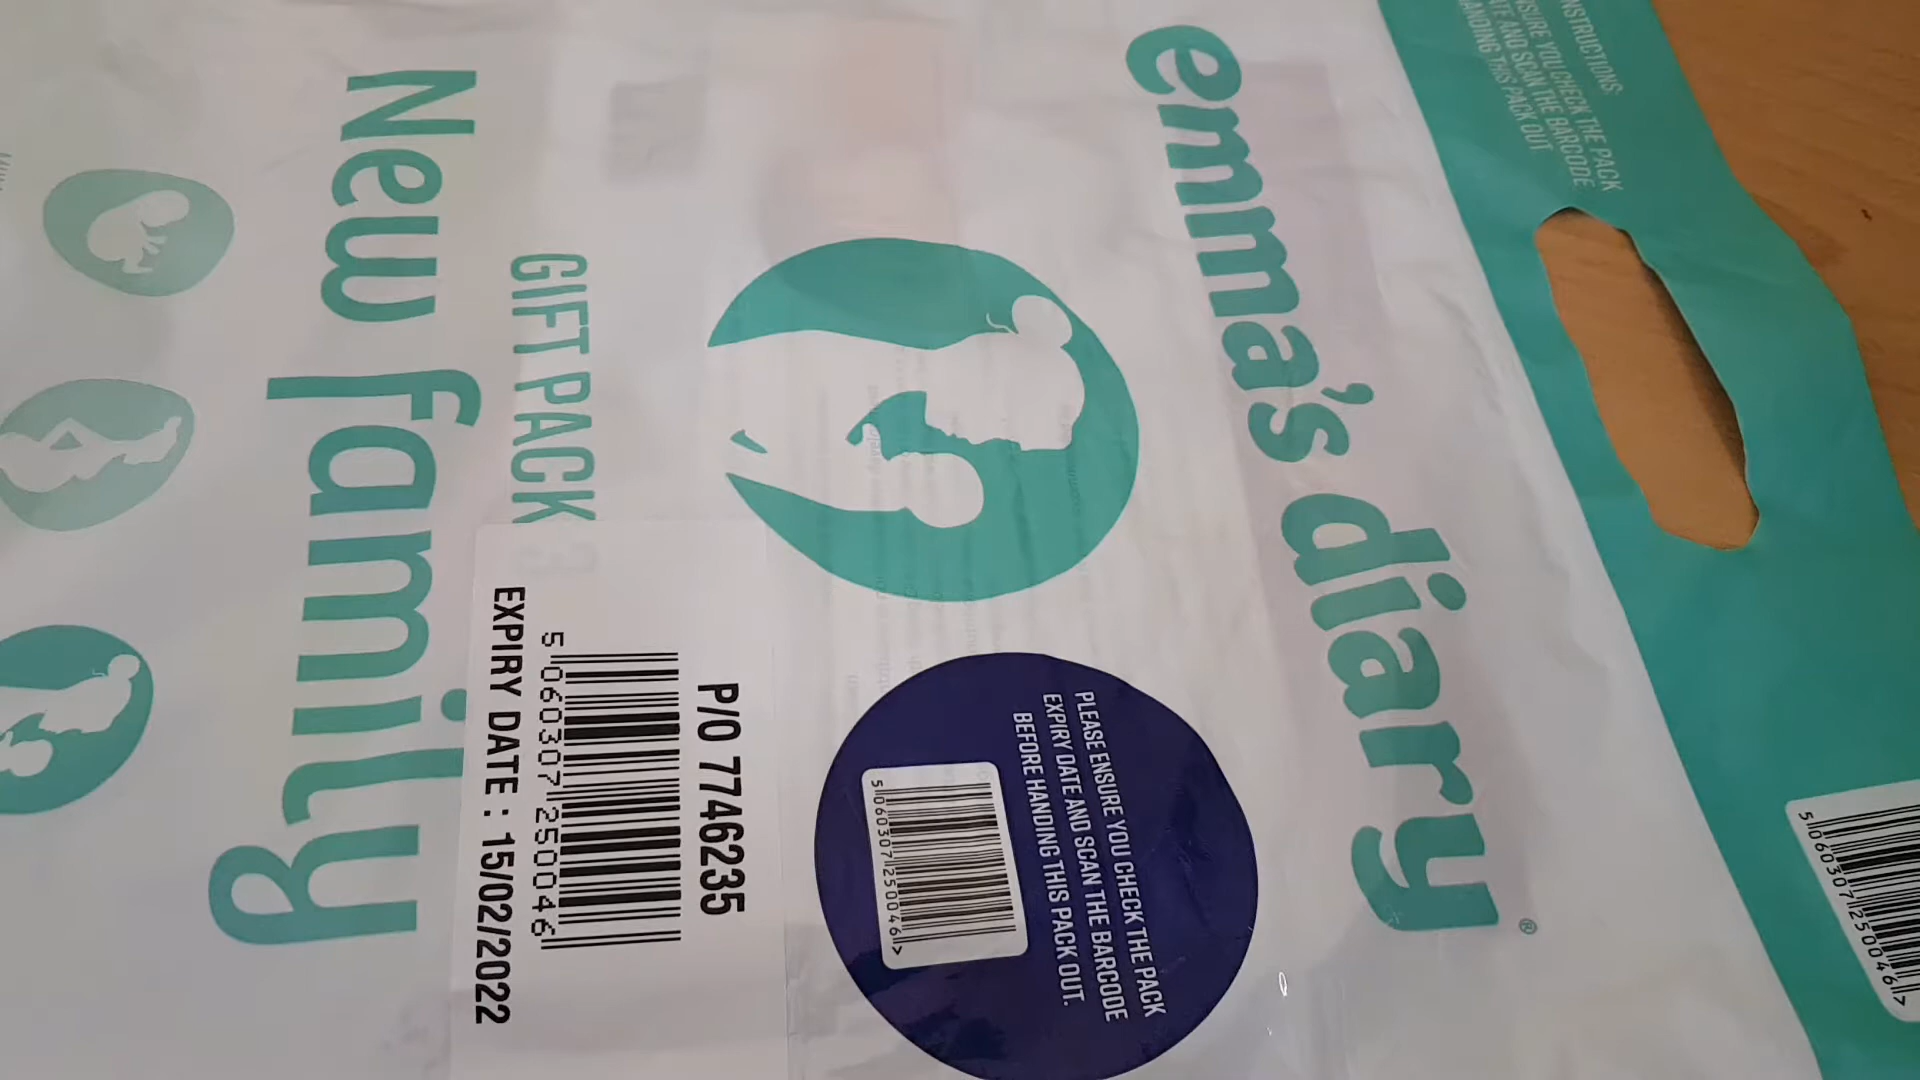 INSTRUCTIONS:
ENSURE YOU CHECK THE PACK
DATE AND SCAN THE BARCODE
HANDING THIS PACK OUT.
5 060307 250046 >
emma's diary®
PLEASE ENSURE YOU CHECK THE PACK
EXPIRY DATE AND SCAN THE BARCODE
BEFORE HANDING THIS PACK OUT.
5 060307 250046 >
P/O 7746235
5 060307 250046
EXPIRY DATE : 15/02/2022
GIFT PACK 3
New family